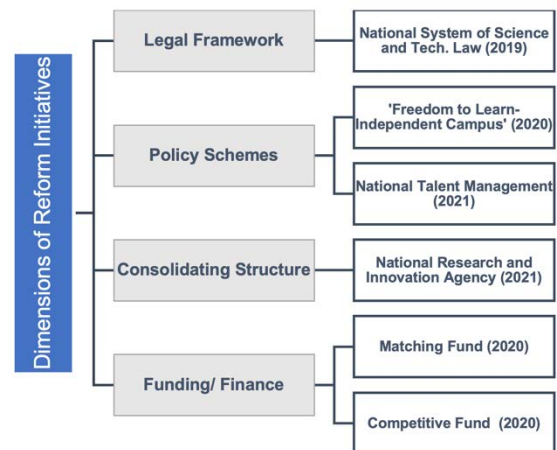 Dimensions of Reform Initiatives
Legal Framework
National System of Science
and Tech. Law (2019)
Policy Schemes
'Freedom to Learn-
Independent Campus' (2020)
National Talent Management
(2021)
Consolidating Structure
National Research and
Innovation Agency (2021)
Funding/ Finance
Matching Fund (2020)
Competitive Fund (2020)